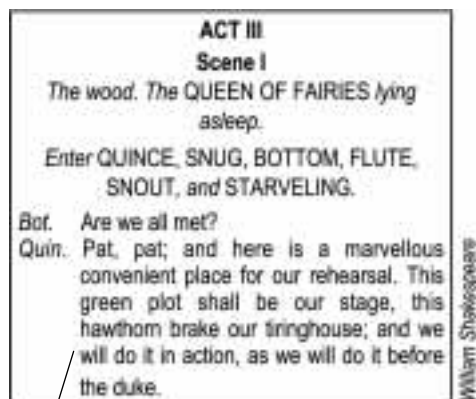 ACT III
Scene I
The wood. The QUEEN OF FAIRIES lying
asleep.
Enter QUINCE, SNUG, BOTTOM, FLUTE,
SNOUT, and STARVELING.
Bot. Are we all met?
Quin. Pat, pat; and here is a marvellous
convenient place for our rehearsal. This
green plot shall be our stage, this
hawthorn brake our tiringhouse; and we
will do it in action, as we will do it before
the duke.
William Shakespeare